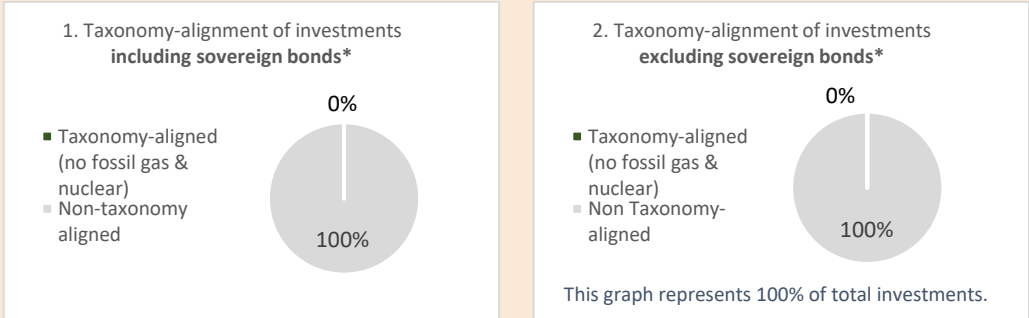 1. Taxonomy-alignment of investments
including sovereign bonds*
0%
Taxonomy-aligned
(no fossil gas &
nuclear)
Non-taxonomy
aligned
100%
2. Taxonomy-alignment of investments
excluding sovereign bonds*
0%
Taxonomy-aligned
(no fossil gas &
nuclear)
Non Taxonomy-
aligned
100%
This graph represents 100% of total investments.